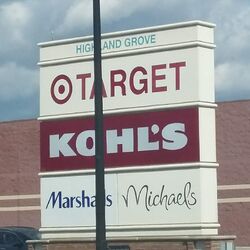 HIGHLAND GROVE
TARGET
KOHL'S
Marshalls Michaels